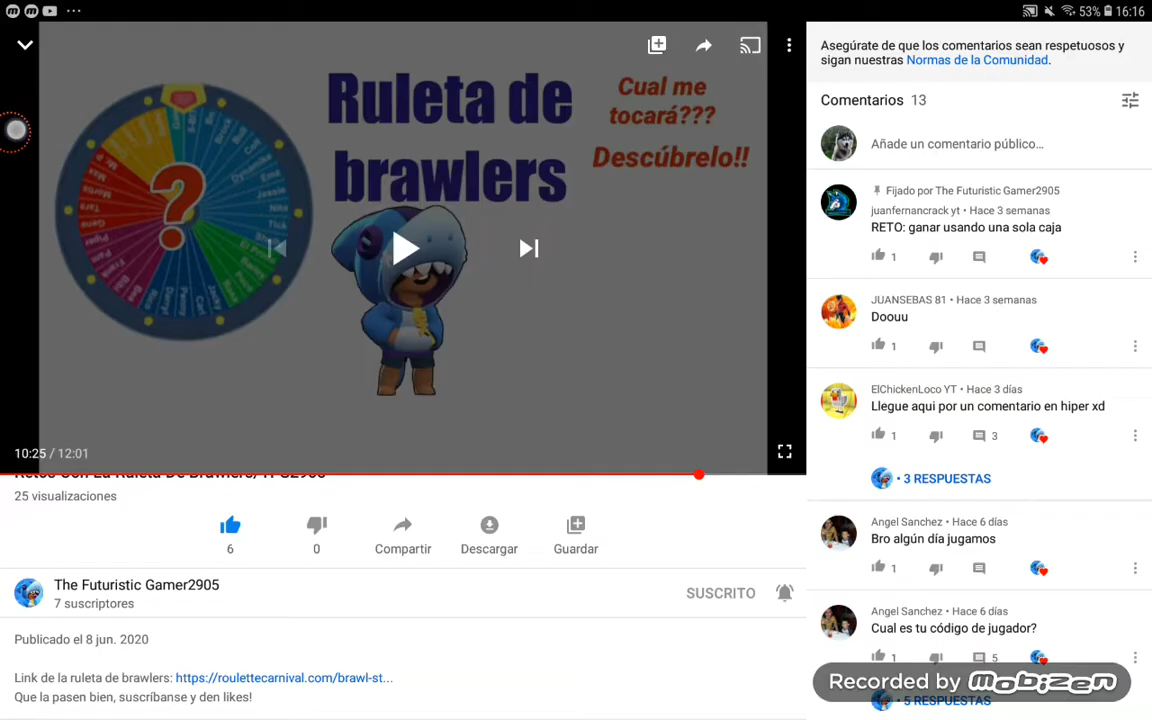 53% 16:16
Ruleta de
brawlers
Cual me
tocará???
Descúbrelo!!
?
10:25 / 12:01
25 visualizaciones
6
0
Compartir
Descargar
Guardar
The Futuristic Gamer2905
7 suscriptores
SUSCRITO
Publicado el 8 jun. 2020
Link de la ruleta de brawlers: https://roulettecarnival.com/brawl-st...
Que la pasen bien, suscríbanse y den likes!
Asegúrate de que los comentarios sean respetuosos y
sigan nuestras Normas de la Comunidad.
Comentarios 13
Añade un comentario público...
Fijado por The Futuristic Gamer2905
juanfernancrack yt • Hace 3 semanas
RETO: ganar usando una sola caja
1
JUANSEBAS 81 • Hace 3 semanas
Doouu
1
ElChickenLoco YT • Hace 3 días
Llegue aqui por un comentario en hiper xd
1 3
• 3 RESPUESTAS
Angel Sanchez • Hace 6 días
Bro algún día jugamos
1
Angel Sanchez • Hace 6 días
Cual es tu código de jugador?
1 5
• 5 RESPUESTAS
Recorded by mobizen